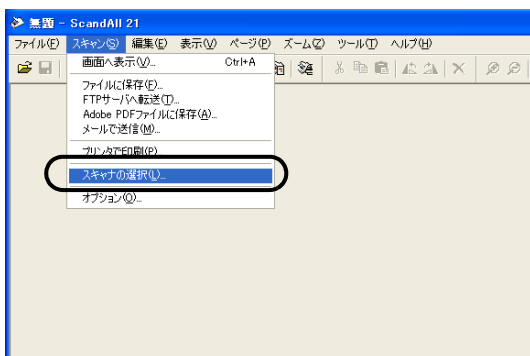 無題 - ScandAll 21
ファイル(F) スキャン(S) 編集(E) 表示(V) ページ(P) ズーム(Z) ツール(T) ヘルプ(H)
画面へ表示(V)... Ctrl+A
ファイルに保存(F)...
FTPサーバへ転送(T)...
Adobe PDFファイルに保存(A)...
メールで送信(M)...
プリンタで印刷(P)
スキャナの選択(L)...
オプション(O)...